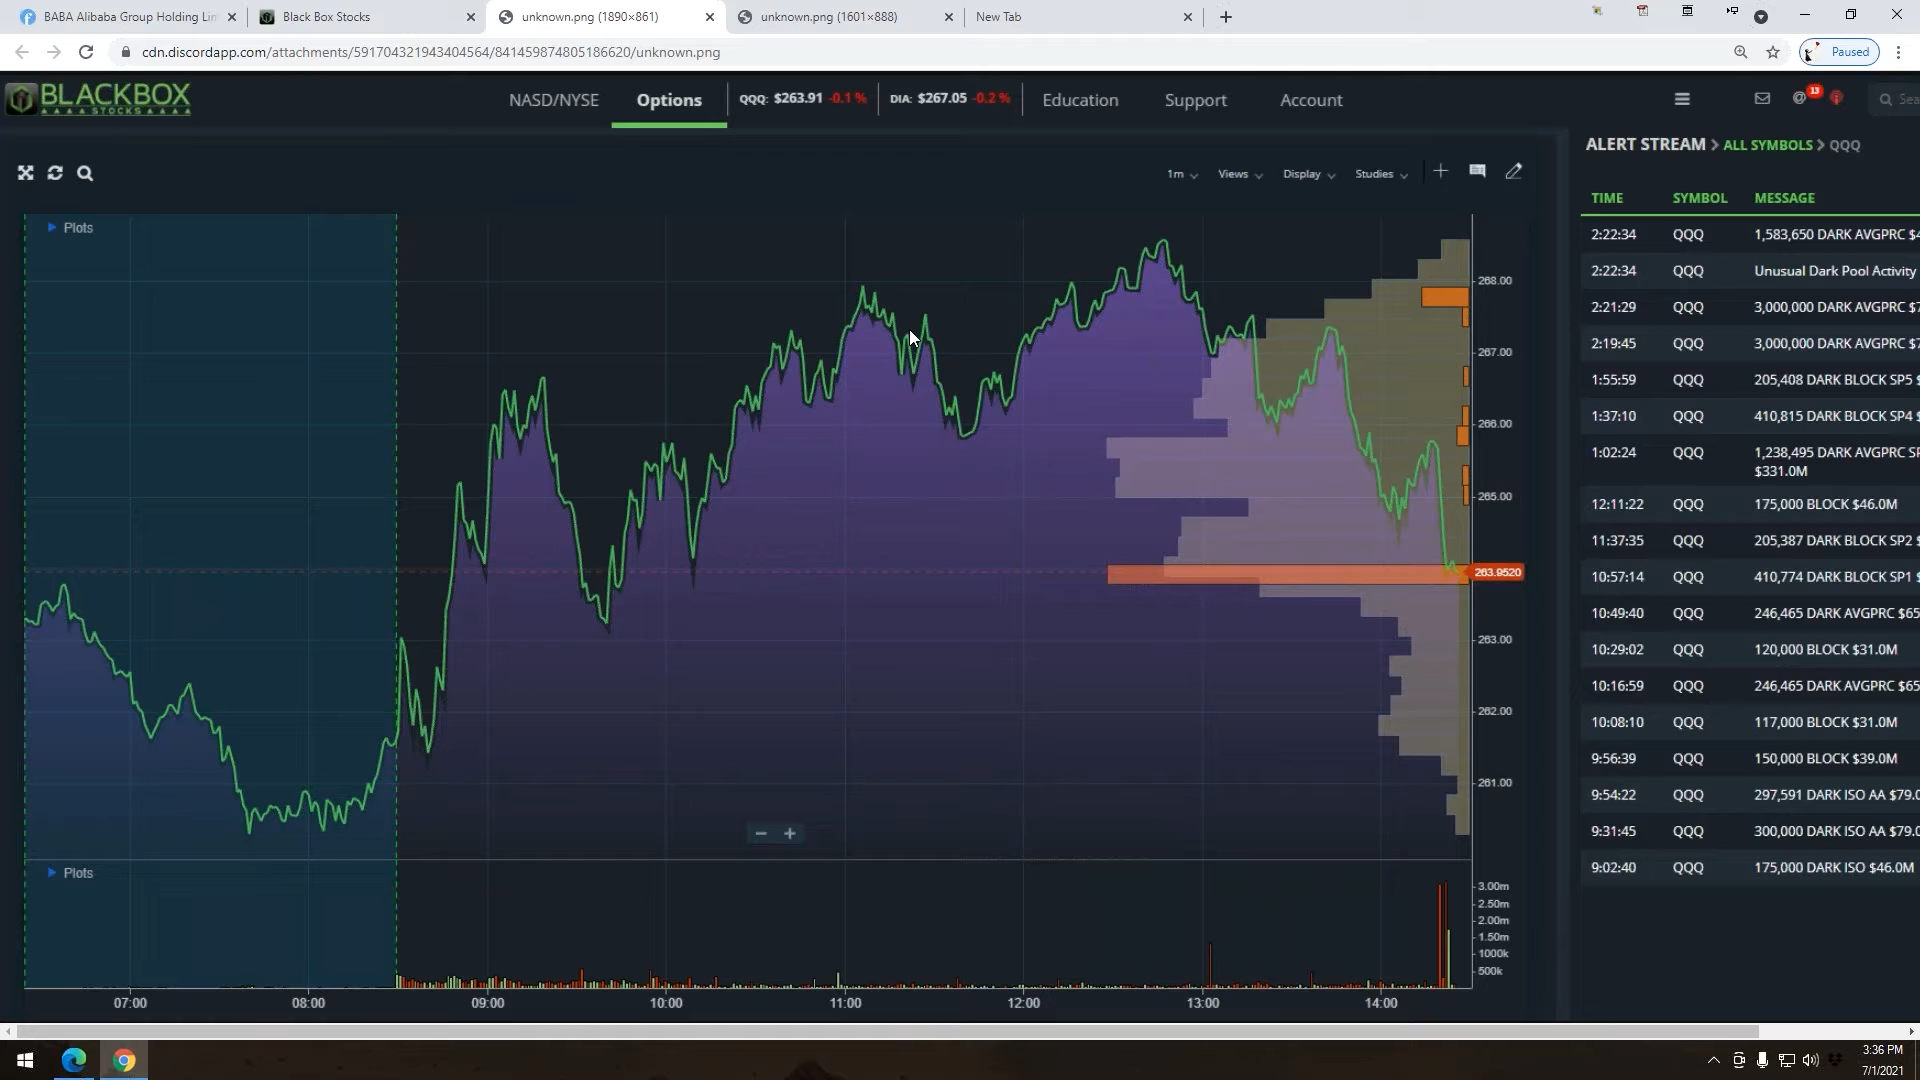 BABA Alibaba Group Holding Lin
Black Box Stocks
unknown.png (1890×861)
unknown.png (1601×888)
New Tab
cdn.discordapp.com/attachments/591704321943404564/841459874805186620/unknown.png
Paused
BLACKBOX
STOCKS
NASD/NYSE
Options
QQQ: $263.91 -0.1 %
DIA: $267.05 -0.2 %
Education
Support
Account
13
Sea
ALERT STREAM > ALL SYMBOLS > QQQ
1m
Views
Display
Studies
TIME SYMBOL MESSAGE
2:22:34 QQQ 1,583,650 DARK AVGPRC $4
2:22:34 QQQ Unusual Dark Pool Activity
2:21:29 QQQ 3,000,000 DARK AVGPRC $7
2:19:45 QQQ 3,000,000 DARK AVGPRC $7
1:55:59 QQQ 205,408 DARK BLOCK SP5 $
1:37:10 QQQ 410,815 DARK BLOCK SP4 $
1:02:24 QQQ 1,238,495 DARK AVGPRC SP
$331.0M
12:11:22 QQQ 175,000 BLOCK $46.0M
11:37:35 QQQ 205,387 DARK BLOCK SP2 $
10:57:14 QQQ 410,774 DARK BLOCK SP1 $
10:49:40 QQQ 246,465 DARK AVGPRC $65
10:29:02 QQQ 120,000 BLOCK $31.0M
10:16:59 QQQ 246,465 DARK AVGPRC $65
10:08:10 QQQ 117,000 BLOCK $31.0M
9:56:39 QQQ 150,000 BLOCK $39.0M
9:54:22 QQQ 297,591 DARK ISO AA $79.0
9:31:45 QQQ 300,000 DARK ISO AA $79.0
9:02:40 QQQ 175,000 DARK ISO $46.0M
Plots
268.00
267.00
266.00
265.00
263.9520
263.00
262.00
261.00
Plots
3.00m
2.50m
2.00m
1.50m
1000k
500k
07:00
08:00
09:00
10:00
11:00
12:00
13:00
14:00
3:36 PM
7/1/2021